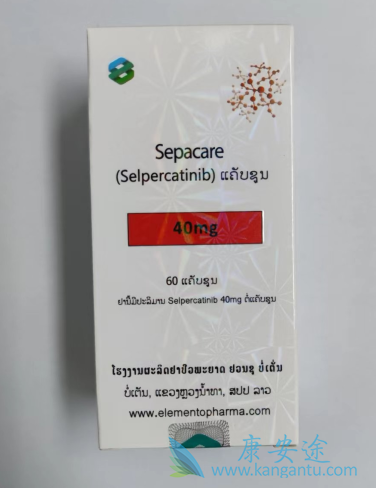 Sepacare
(Selpercatinib) ແຄັບຊູນ
40mg
60 ແຄັບຊູນ
ຢານີ້ມີປະລິມານ Selpercatinib 40mg ຕໍ່ແຄັບຊູນ
ໂຮງງານຜະລິດຢາປົວພະຍາດ ຢອນຊຸ ບໍ່ເຕັ່ນ
ບໍ່ເຕັນ, ແຂວງຫຼວງນ້ຳທາ, ສປປ ລາວ
www.elementopharma.com
康安途
www.kangantu.com